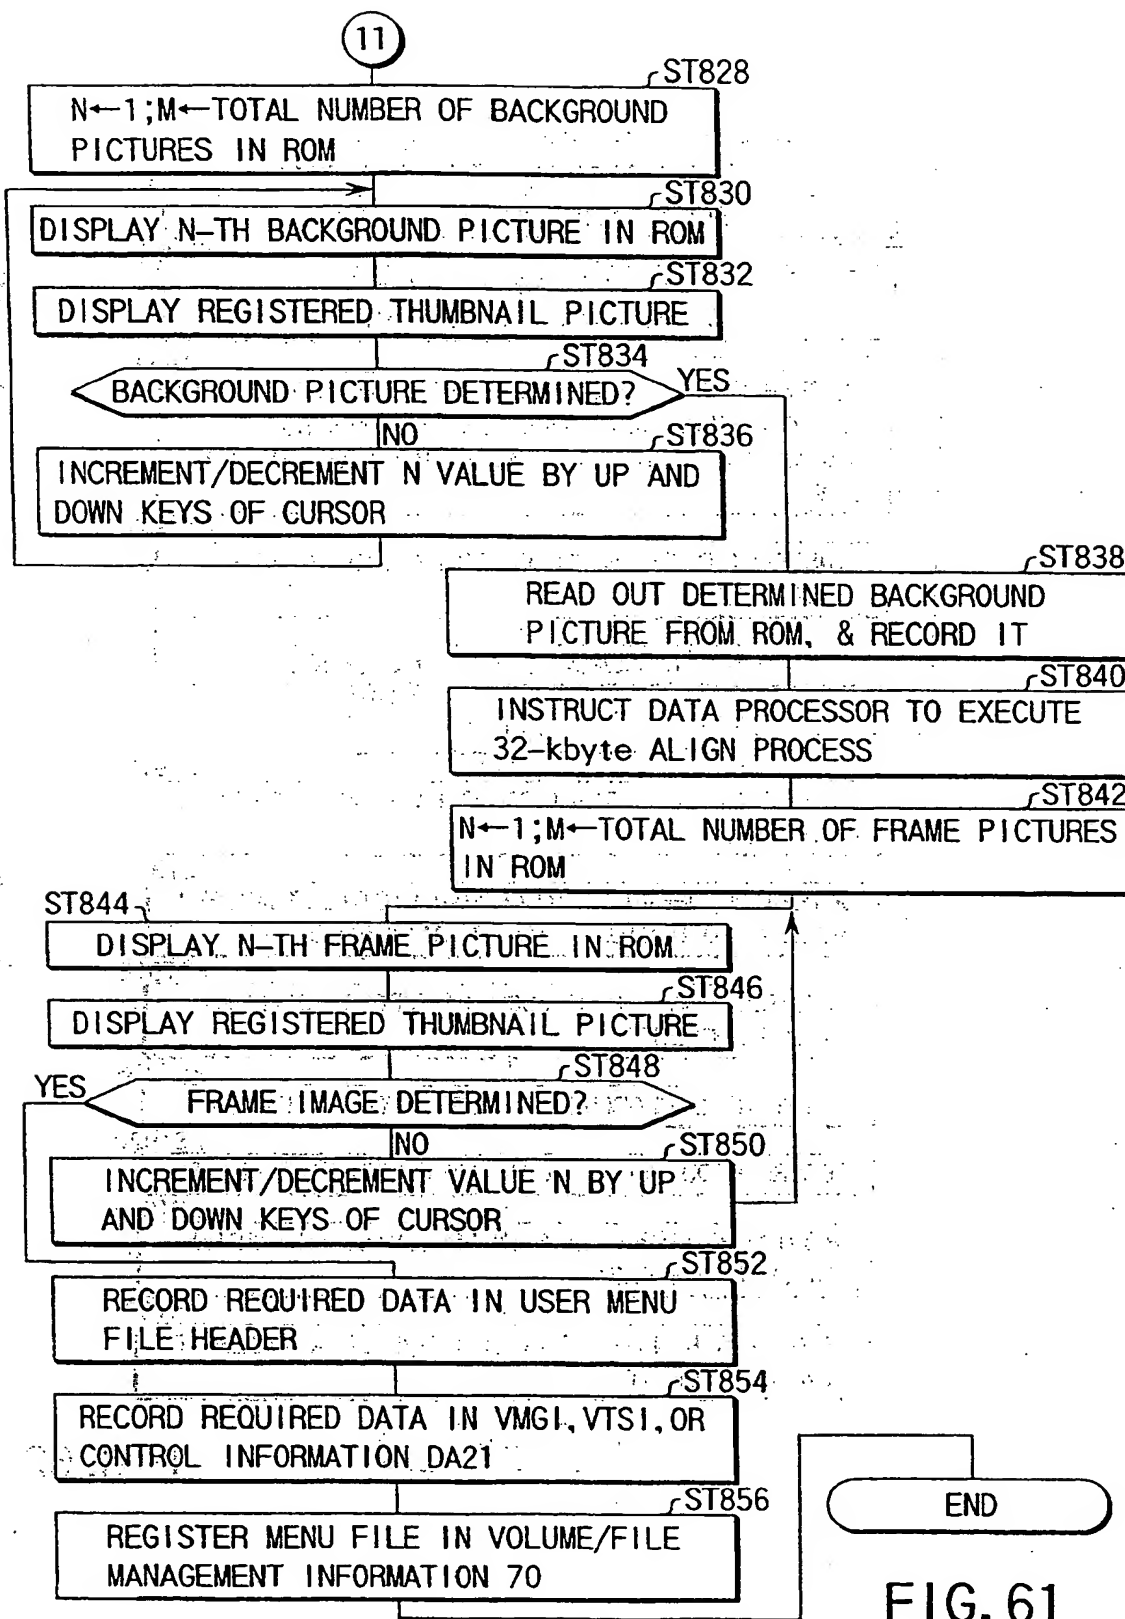 11
ST828
N←1;M←TOTAL NUMBER OF BACKGROUND
PICTURES IN ROM
ST830
DISPLAY N-TH BACKGROUND PICTURE IN ROM
ST832
DISPLAY REGISTERED THUMBNAIL PICTURE
ST834
BACKGROUND PICTURE DETERMINED?
YES
NO
ST836
INCREMENT/DECREMENT N VALUE BY UP AND
DOWN KEYS OF CURSOR
ST838
READ OUT DETERMINED BACKGROUND
PICTURE FROM ROM, & RECORD IT
ST840
INSTRUCT DATA PROCESSOR TO EXECUTE
32-kbyte ALIGN PROCESS
ST842
N←1;M←TOTAL NUMBER OF FRAME PICTURES
IN ROM
ST844
DISPLAY N-TH FRAME PICTURE IN ROM
ST846
DISPLAY REGISTERED THUMBNAIL PICTURE
ST848
YES
FRAME IMAGE DETERMINED?
NO
ST850
INCREMENT/DECREMENT VALUE N BY UP
AND DOWN KEYS OF CURSOR
ST852
RECORD REQUIRED DATA IN USER MENU
FILE HEADER
ST854
RECORD REQUIRED DATA IN VMGI, VTSI, OR
CONTROL INFORMATION DA21
ST856
REGISTER MENU FILE IN VOLUME/FILE
MANAGEMENT INFORMATION 70
END
FIG. 61